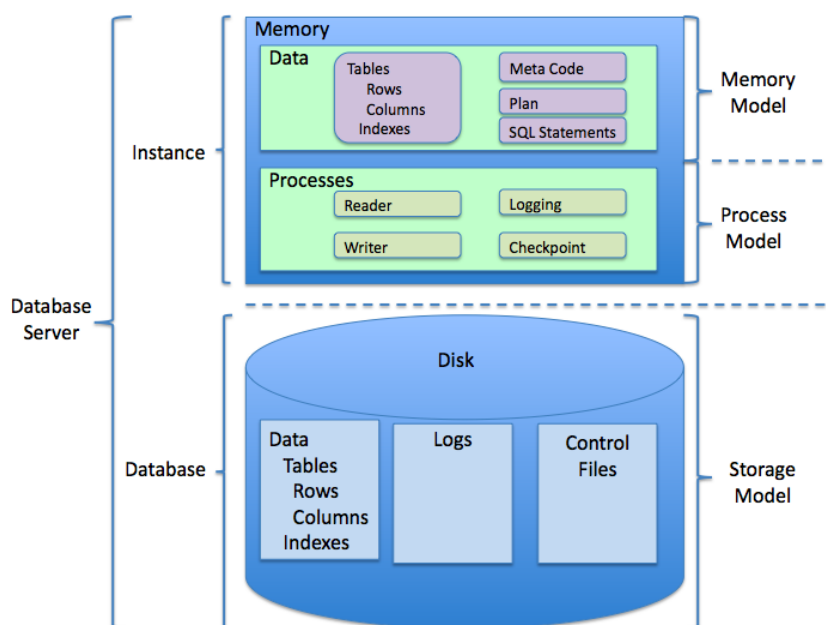 Memory
Data
Tables
Rows
Columns
Indexes
Meta Code
Plan
SQL Statements
Memory
Model
Instance
Processes
Reader
Logging
Writer
Checkpoint
Process
Model
Database
Server
Disk
Data
Tables
Rows
Columns
Indexes
Logs
Control
Files
Database
Storage
Model